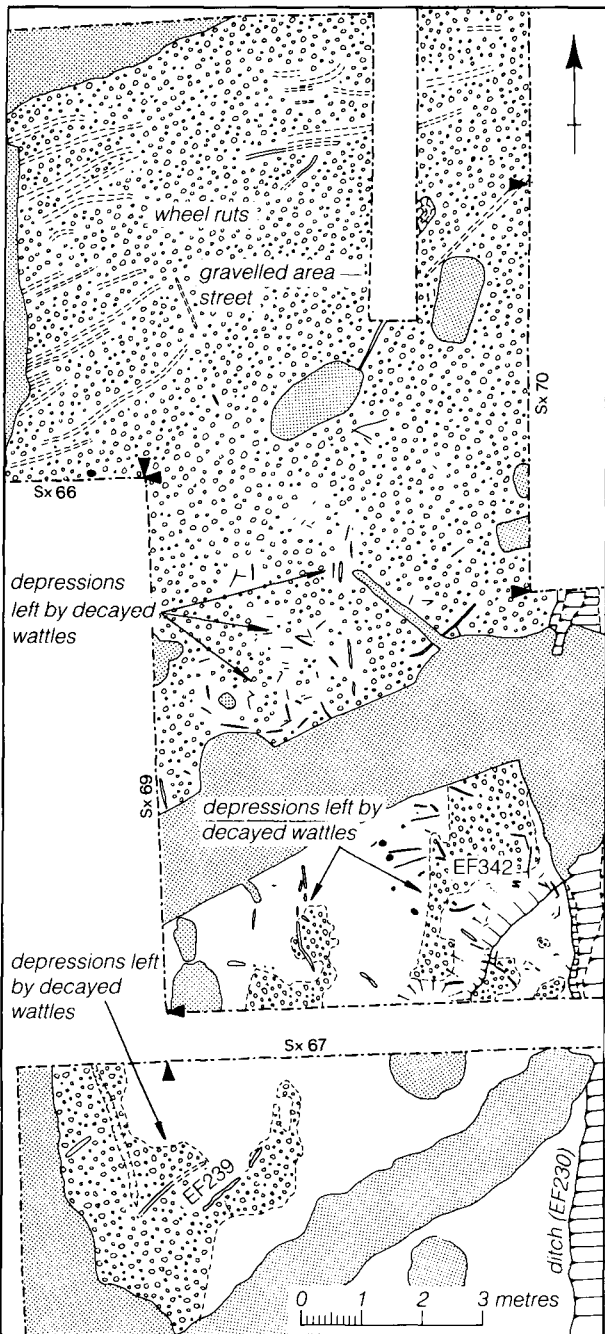 wheel ruts
gravelled area —
street
Sx 70
Sx 66
depressions
left by decayed
wattles
Sx 69
depressions left by
decayed wattles
EF342
depressions left
by decayed
wattles
Sx 67
EF239
ditch (EF230)
0 1 2 3 metres